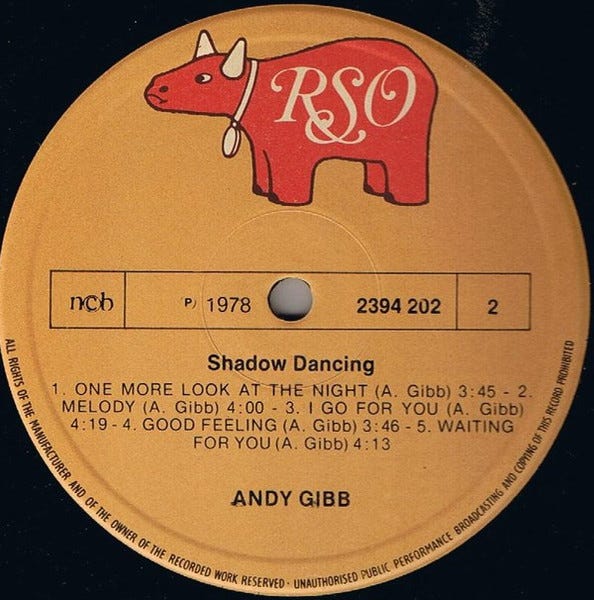 RSO
ncb
P) 1978
2394 202
2
Shadow Dancing
1. ONE MORE LOOK AT THE NIGHT (A. Gibb) 3:45 - 2.
MELODY (A. Gibb) 4:00 - 3. I GO FOR YOU (A. Gibb)
4:19 - 4. GOOD FEELING (A. Gibb) 3:46 - 5. WAITING
FOR YOU (A. Gibb) 4:13
ANDY GIBB
ALL RIGHTS OF THE MANUFACTURER AND OF THE OWNER OF THE RECORDED WORK RESERVED · UNAUTHORISED PUBLIC PERFORMANCE BROADCASTING AND COPYING OF THIS RECORD PROHIBITED